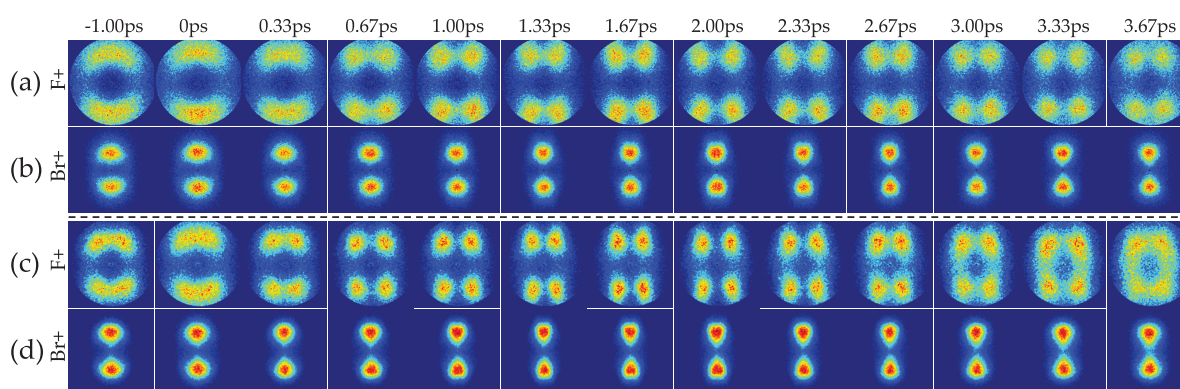 -1.00ps 0ps 0.33ps 0.67ps 1.00ps 1.33ps 1.67ps 2.00ps 2.33ps 2.67ps 3.00ps 3.33ps 3.67ps
(a) F+
(b) Br+
(c) F+
(d) Br+